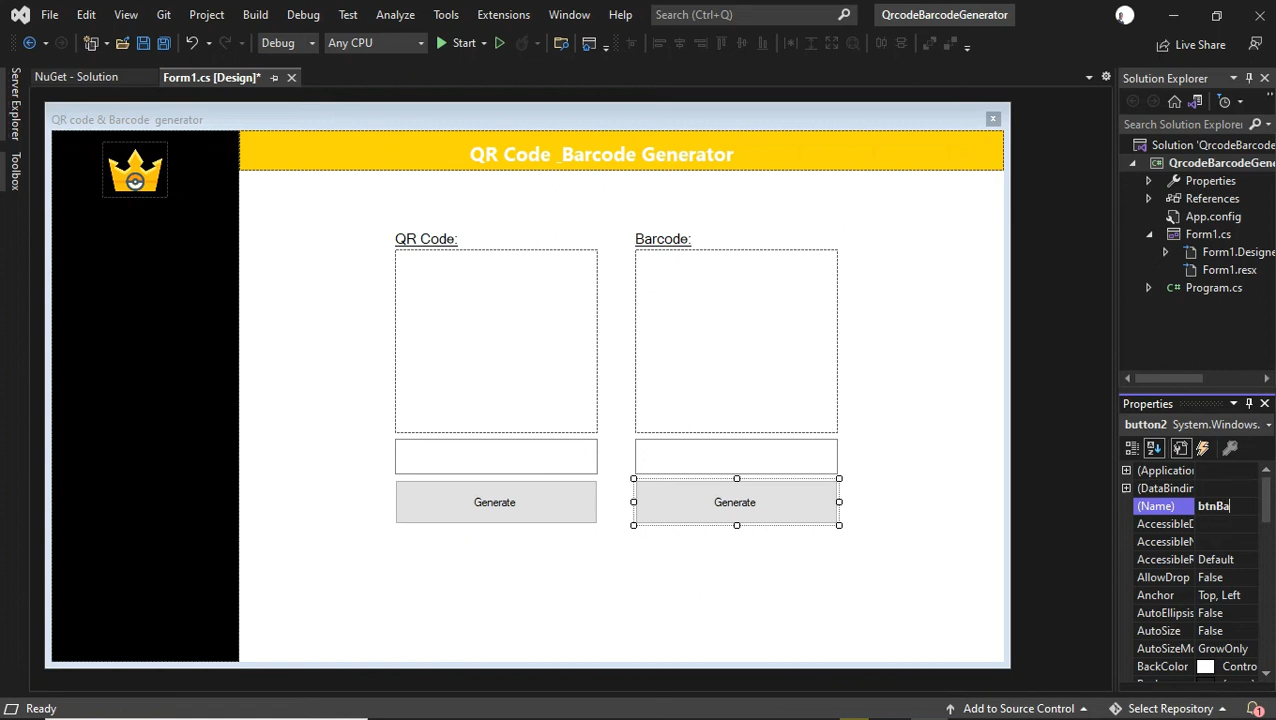 File Edit View Git Project Build Debug Test Analyze Tools Extensions Window Help Search (Ctrl+Q) QrcodeBarcodeGenerator
Debug Any CPU Start Live Share
NuGet - Solution Form1.cs [Design]*
Server Explorer
Toolbox
QR code & Barcode generator x
QR Code _Barcode Generator
QR Code: Barcode:
Generate Generate
Solution Explorer
Search Solution Explorer
Solution 'QrcodeBarcod
QrcodeBarcodeGen
Properties
References
App.config
Form1.cs
Form1.Designe
Form1.resx
C# Program.cs
Properties
button2 System.Windows.
(Application
(DataBindin
(Name) btnBa
AccessibleD
AccessibleN
AccessibleR Default
AllowDrop False
Anchor Top, Left
AutoEllipsis False
AutoSize False
AutoSizeMo GrowOnly
BackColor Contro
Ready Add to Source Control Select Repository 1